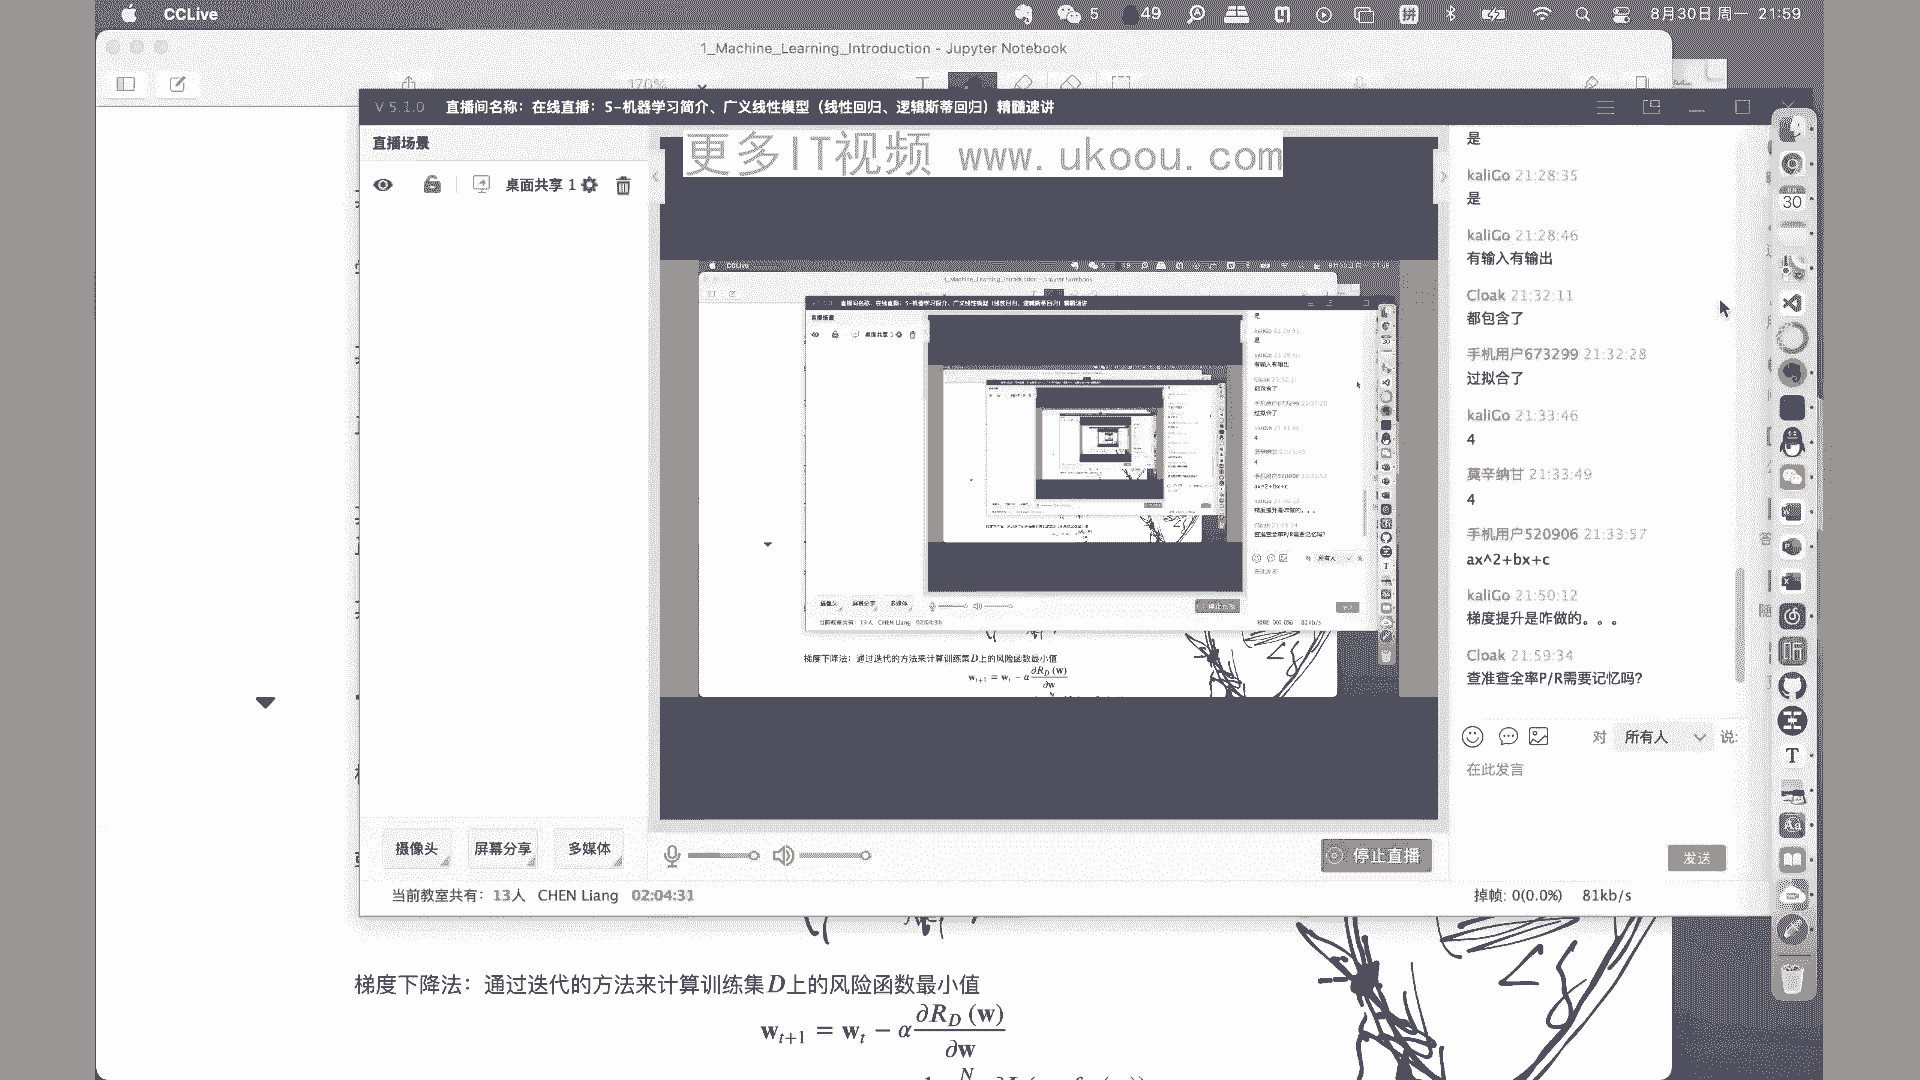 CCLive
5
49
拼
8月30日 周一 21:59
1_Machine_Learning_Introduction - Jupyter Notebook
170%
V 5.1.0 直播间名称：在线直播：5-机器学习简介、广义线性模型（线性回归、逻辑斯蒂回归）精髓速讲
更多IT视频 www.ukoou.com
直播场景
桌面共享 1
是
kaliGo 21:28:35
是
kaliGo 21:28:46
有输入有输出
Cloak 21:32:11
都包含了
手机用户673299 21:32:28
过拟合了
kaliGo 21:33:46
4
莫辛纳甘 21:33:49
4
手机用户520906 21:33:57
ax^2+bx+c
kaliGo 21:50:12
梯度提升是咋做的。。。
Cloak 21:59:34
查准查全率P/R需要记忆吗?
对 所有人 说:
在此发言
发送
摄像头 屏幕分享 多媒体
停止直播
当前教室共有: 13人 CHEN Liang 02:04:31
掉帧: 0(0.0%) 81kb/s
30
梯度下降法：通过迭代的方法来计算训练集D上的风险函数最小值
w_{t+1} = w_t − α ∂R_D (w) / ∂w